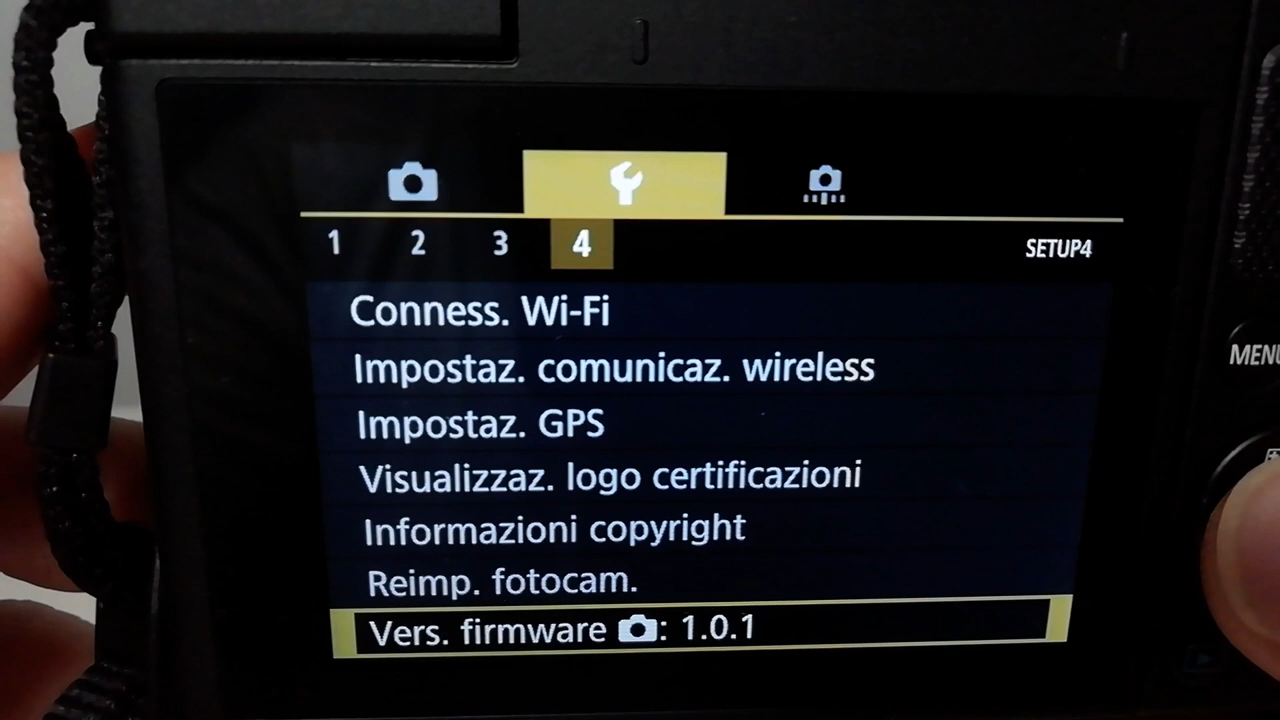 1 2 3 4 SETUP4
Conness. Wi-Fi
Impostaz. comunicaz. wireless
Impostaz. GPS
Visualizzaz. logo certificazioni
Informazioni copyright
Reimp. fotocam.
Vers. firmware : 1.0.1
MENU